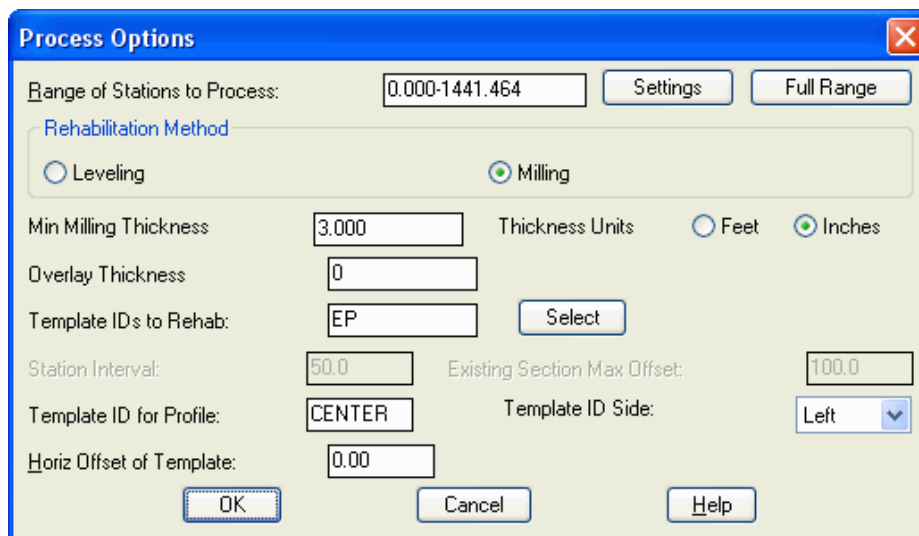 Process Options
Range of Stations to Process: 0.000-1441.464 Settings Full Range
Rehabilitation Method
Leveling Milling
Min Milling Thickness 3.000 Thickness Units Feet Inches
Overlay Thickness 0
Template IDs to Rehab: EP Select
Station Interval: 50.0 Existing Section Max Offset: 100.0
Template ID for Profile: CENTER Template ID Side: Left
Horiz Offset of Template: 0.00
OK Cancel Help